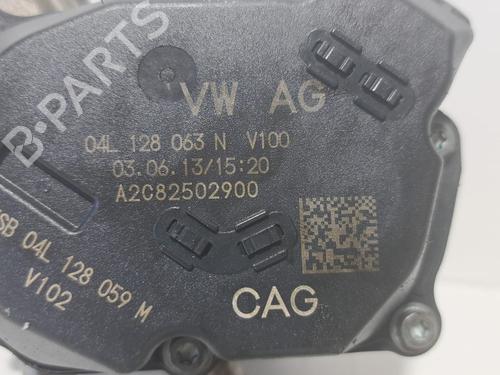 B-PARTS
VW AG
04L 128 063 N V100
03.06.13/15:20
A2C82502900
SB 04L 128 059 M
V102
CAG